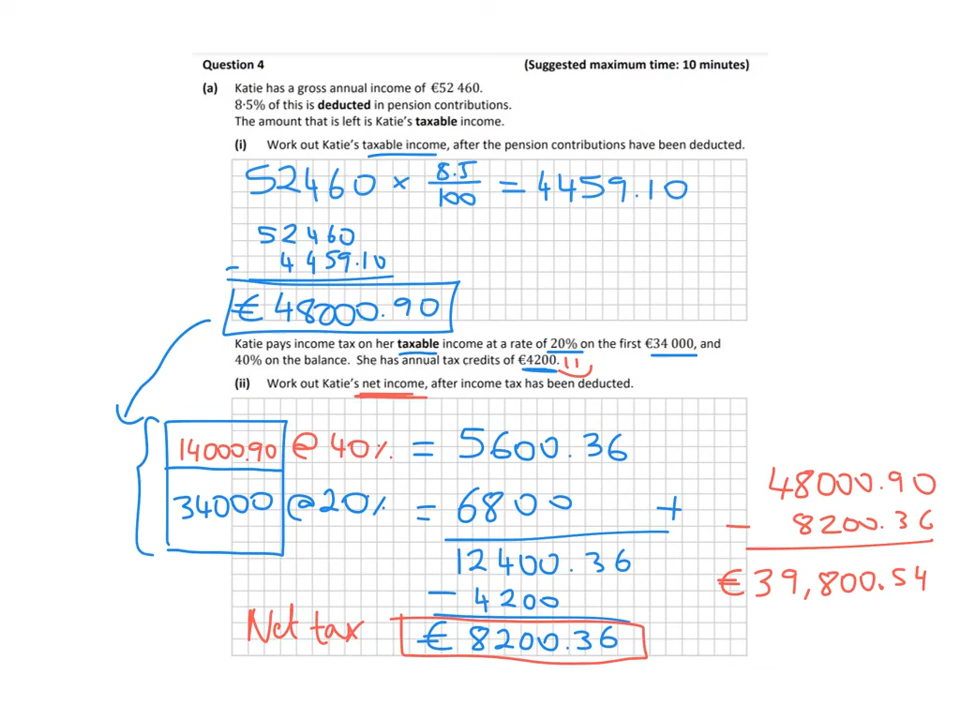 Question 4 (Suggested maximum time: 10 minutes)
(a) Katie has a gross annual income of €52 460.
8·5% of this is deducted in pension contributions.
The amount that is left is Katie's taxable income.
(i) Work out Katie's taxable income, after the pension contributions have been deducted.
52460 × 8.5/100 = 4459.10
52460
- 4459.10
€ 48000.90
Katie pays income tax on her taxable income at a rate of 20% on the first €34 000, and
40% on the balance. She has annual tax credits of €4200.
(ii) Work out Katie's net income, after income tax has been deducted.
14000.90 @ 40% = 5600.36
34000 @ 20% = 6800 +
12400.36
- 4200
Net tax € 8200.36
48000.90
- 8200.36
€ 39,800.54